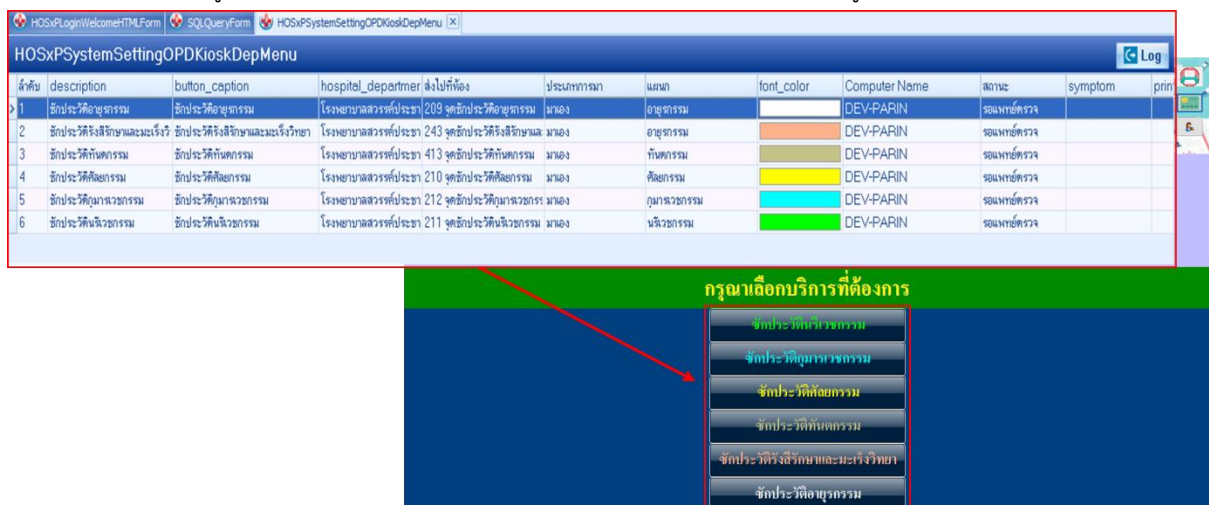 HOSxPLoginWelcomeHTMLForm SQLQueryForm HOSxPSystemSettingOPDKioskDepMenu
HOSxPSystemSettingOPDKioskDepMenu Log
ลำดับ description button_caption hospital_departmer ส่งไปที่ห้อง ประเภทการมา แผนก font_color Computer Name สถานะ symptom prin
1 ซักประวัติอายุรกรรม ซักประวัติอายุรกรรม โรงพยาบาลสวรรค์ประชา 209 จุดซักประวัติอายุรกรรม มาเอง อายุรกรรม DEV-PARIN รอแพทย์ตรวจ
2 ซักประวัติรังสีรักษาและมะเร็งวิ ซักประวัติรังสีรักษาและมะเร็งวิทยา โรงพยาบาลสวรรค์ประชา 243 จุดซักประวัติรังสีรักษาและ มาเอง อายุรกรรม DEV-PARIN รอแพทย์ตรวจ
3 ซักประวัติทันตกรรม ซักประวัติทันตกรรม โรงพยาบาลสวรรค์ประชา 413 จุดซักประวัติทันตกรรม มาเอง ทันตกรรม DEV-PARIN รอแพทย์ตรวจ
4 ซักประวัติศัลยกรรม ซักประวัติศัลยกรรม โรงพยาบาลสวรรค์ประชา 210 จุดซักประวัติศัลยกรรม มาเอง ศัลยกรรม DEV-PARIN รอแพทย์ตรวจ
5 ซักประวัติกุมารเวชกรรม ซักประวัติกุมารเวชกรรม โรงพยาบาลสวรรค์ประชา 212 จุดซักประวัติกุมารเวชกรร มาเอง กุมารเวชกรรม DEV-PARIN รอแพทย์ตรวจ
6 ซักประวัตินรีเวชกรรม ซักประวัตินรีเวชกรรม โรงพยาบาลสวรรค์ประชา 211 จุดซักประวัตินรีเวชกรรม มาเอง นรีเวชกรรม DEV-PARIN รอแพทย์ตรวจ
กรุณาเลือกบริการที่ต้องการ
ซักประวัตินรีเวชกรรม
ซักประวัติกุมารเวชกรรม
ซักประวัติศัลยกรรม
ซักประวัติทันตกรรม
ซักประวัติรังสีรักษาและมะเร็งวิทยา
ซักประวัติอายุรกรรม